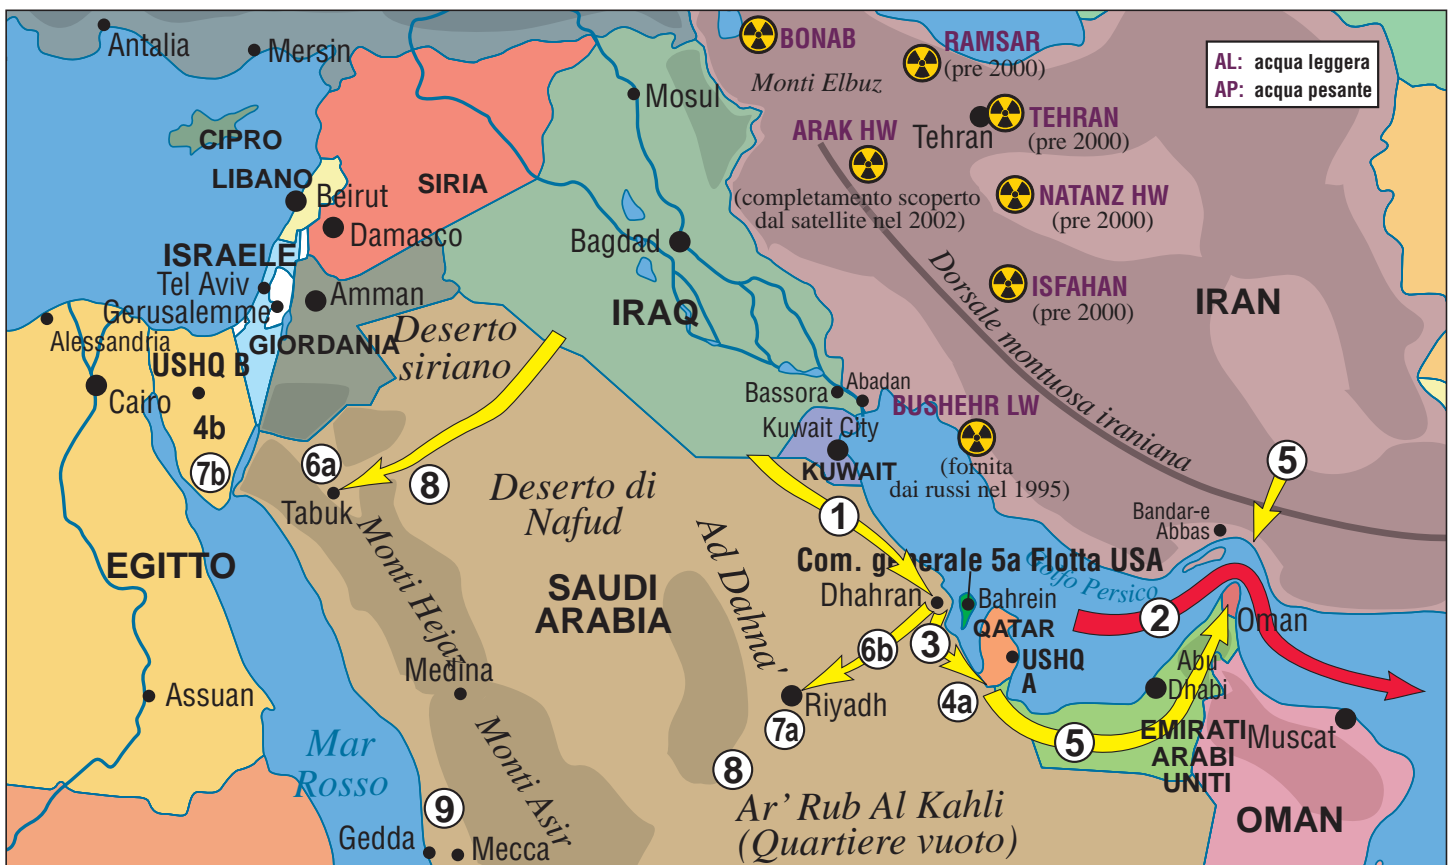 Antalia
Mersin
BONAB
RAMSAR
(pre 2000)
Monti Elbuz
AL: acqua leggera
AP: acqua pesante
Mosul
TEHRAN
Tehran
(pre 2000)
ARAK HW
(completamento scoperto
dal satellite nel 2002)
NATANZ HW
(pre 2000)
CIPRO
LIBANO
Beirut
SIRIA
Damasco
Bagdad
ISRAELE
Tel Aviv
Gerusalemme
Amman
IRAQ
ISFAHAN
(pre 2000)
IRAN
Dorsale montuosa iraniana
Alessandria
GIORDANIA
Deserto
siriano
USHQ B
Cairo
4b
7b
6a
8
Tabuk
Bassora
Abadan
Kuwait City
KUWAIT
BUSHEHR LW
(fornita
dai russi nel 1995)
5
Bandar-e
Abbas
Deserto di
Nafud
1
EGITTO
Monti Hejaz
SAUDI
ARABIA
Ad Dahna'
Com. generale 5a Flotta USA
Golfo Persico
Dhahran
Bahrein
QATAR
USHQ
A
2
Oman
6b
3
4a
Abu
Dhabi
Medina
Riyadh
7a
Assuan
5
EMIRATI
ARABI
UNITI
Muscat
Mar
Rosso
Monti Asir
8
9
Gedda
Mecca
Ar' Rub Al Kahli
(Quartiere vuoto)
OMAN